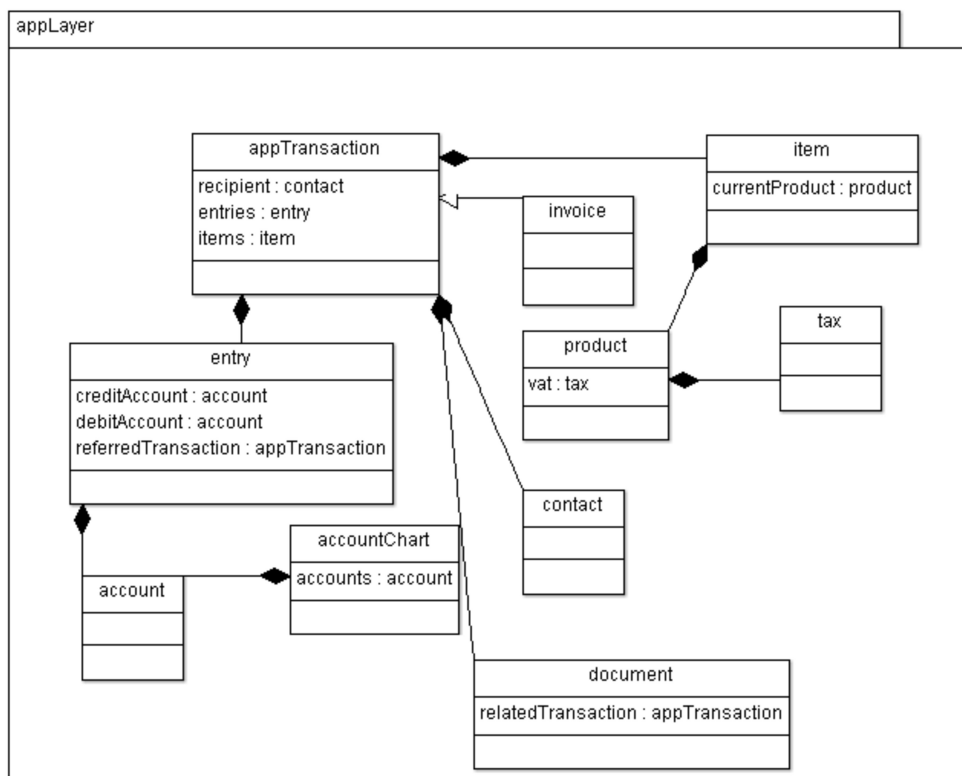 appLayer
appTransaction
recipient : contact
entries : entry
items : item
item
currentProduct : product
invoice
tax
product
vat : tax
entry
creditAccount : account
debitAccount : account
referredTransaction : appTransaction
contact
accountChart
accounts : account
account
document
relatedTransaction : appTransaction